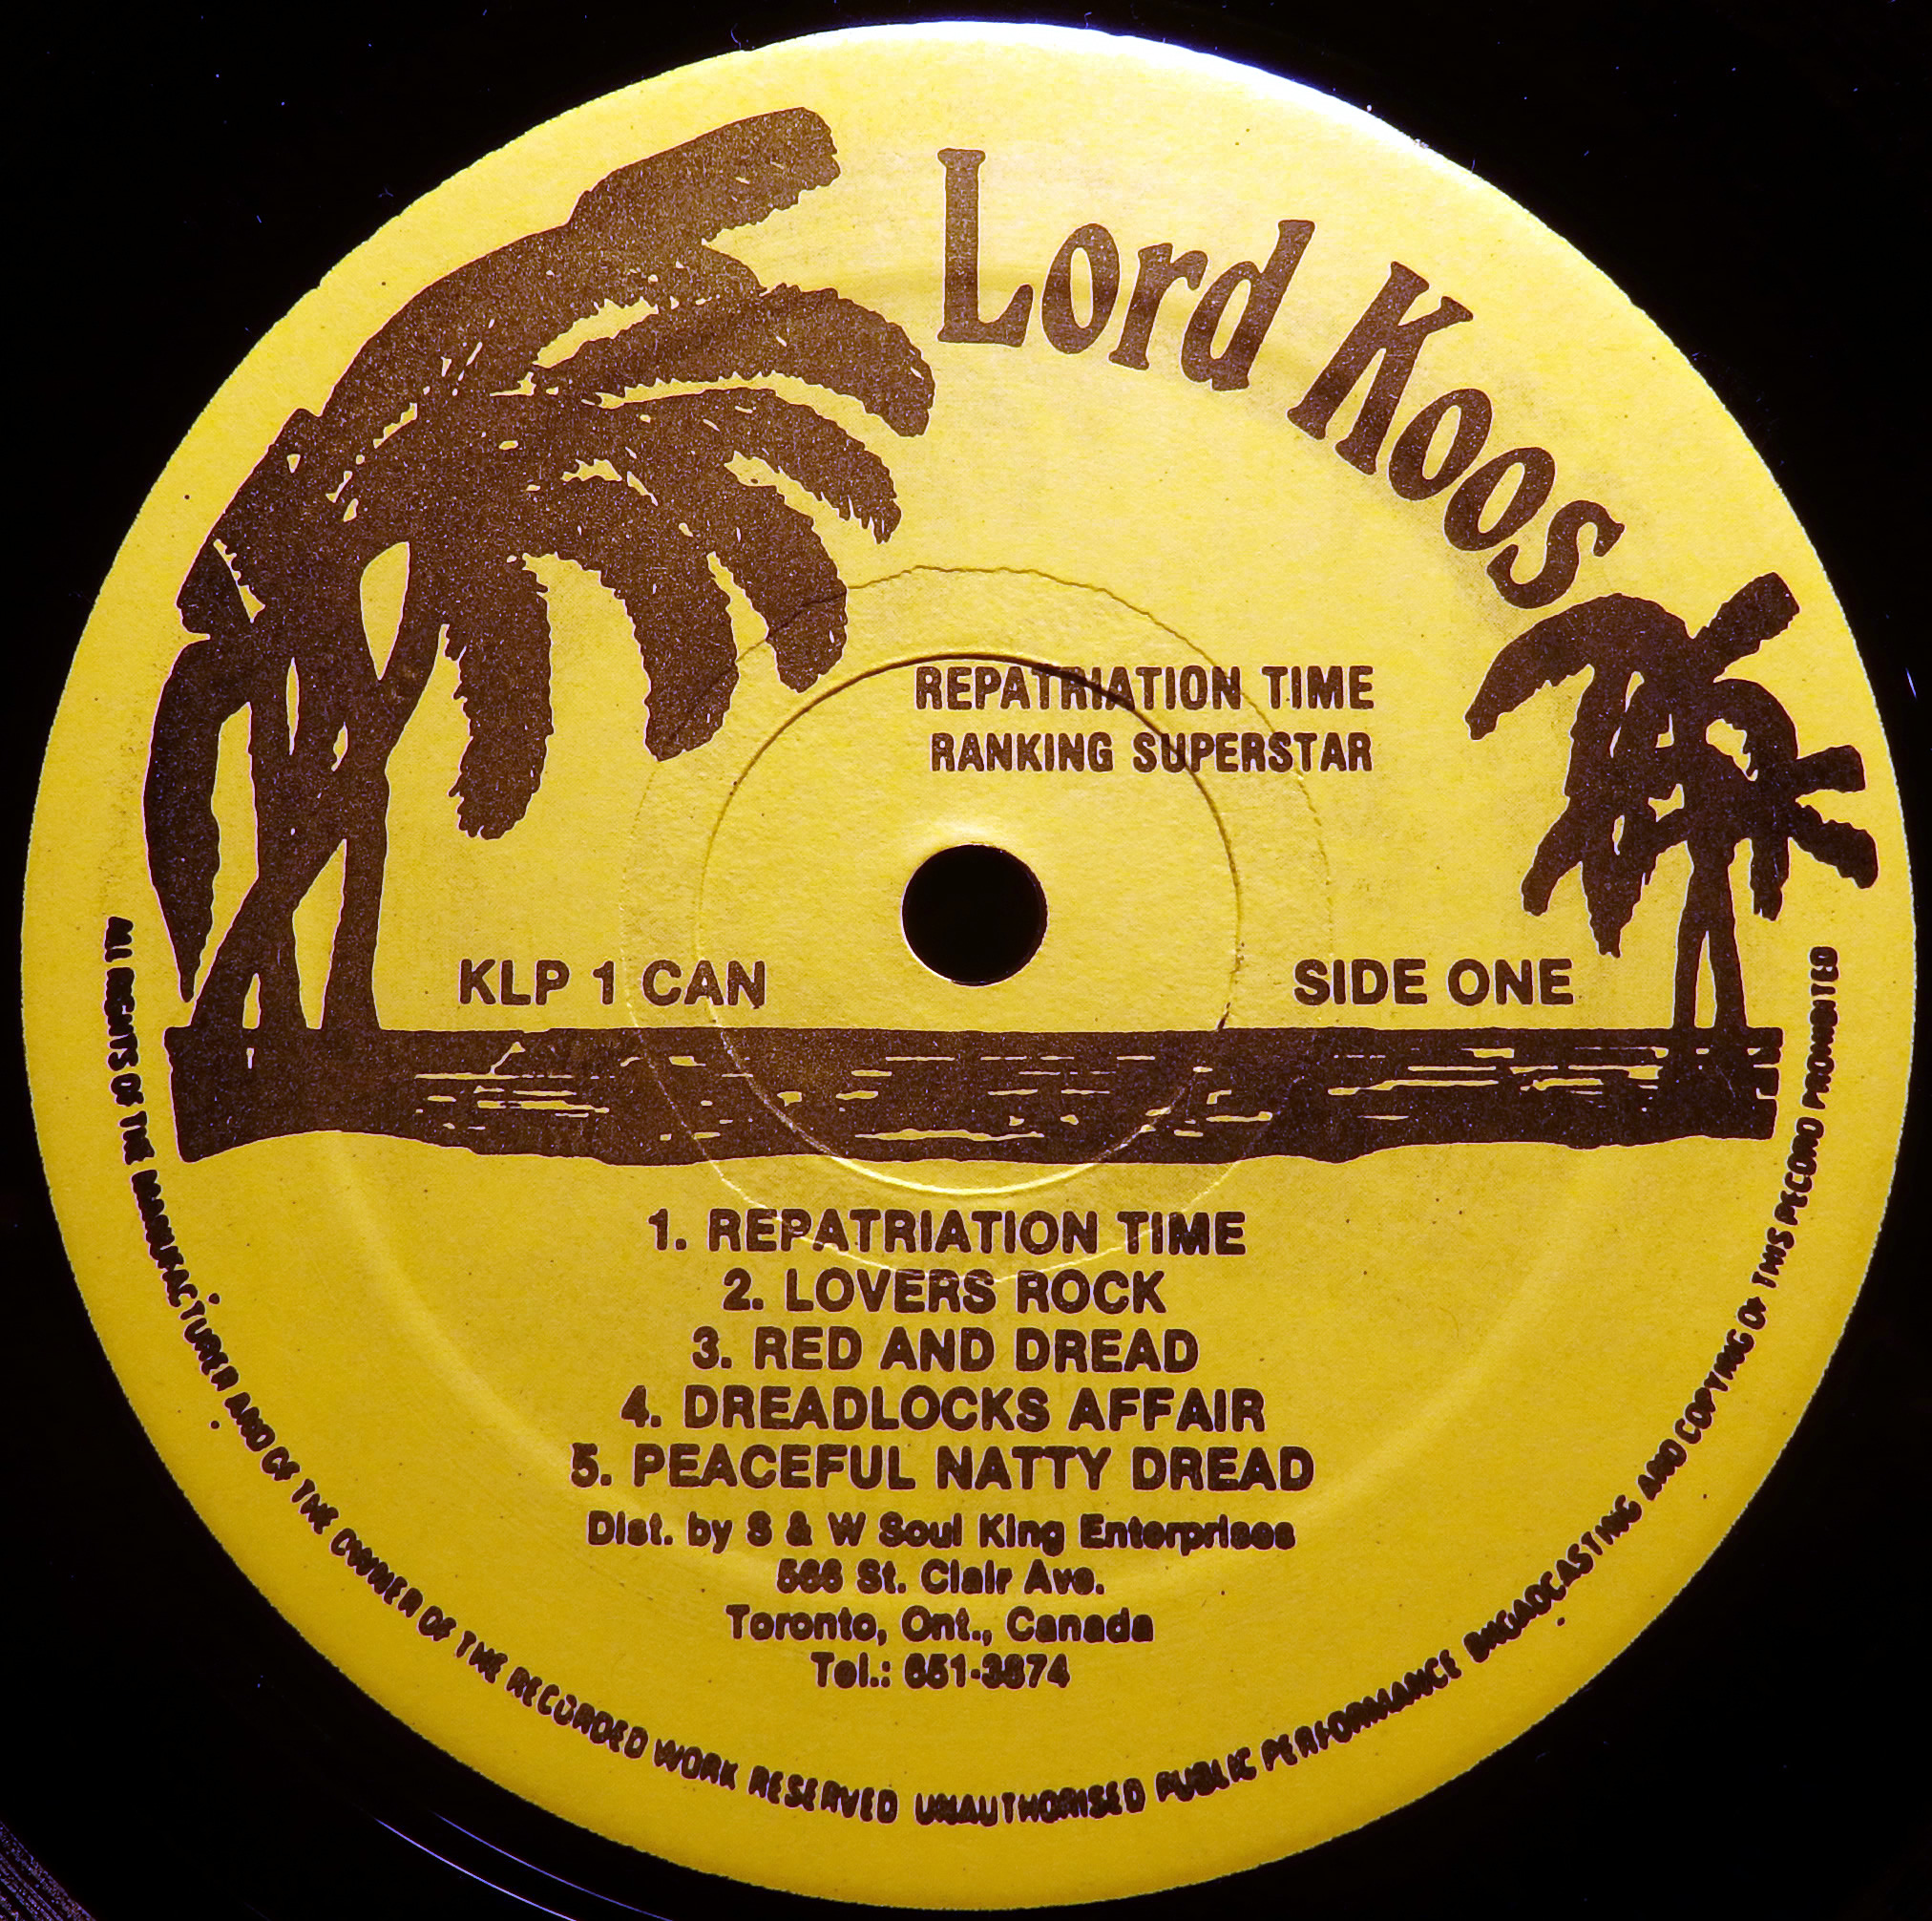 Lord Koos
REPATRIATION TIME
RANKING SUPERSTAR
KLP 1 CAN
SIDE ONE
1. REPATRIATION TIME
2. LOVERS ROCK
3. RED AND DREAD
4. DREADLOCKS AFFAIR
5. PEACEFUL NATTY DREAD
Dist. by S & W Soul King Enterprises
St. Clair Ave.
Toronto, Ont., Canada
Tel.:
ALL RIGHTS OF THE MANUFACTURER AND OF THE OWNER OF THE RECORDED WORK RESERVED UNAUTHORISED PUBLIC PERFORMANCE BROADCASTING AND COPYING OF THIS RECORD PROHIBITED